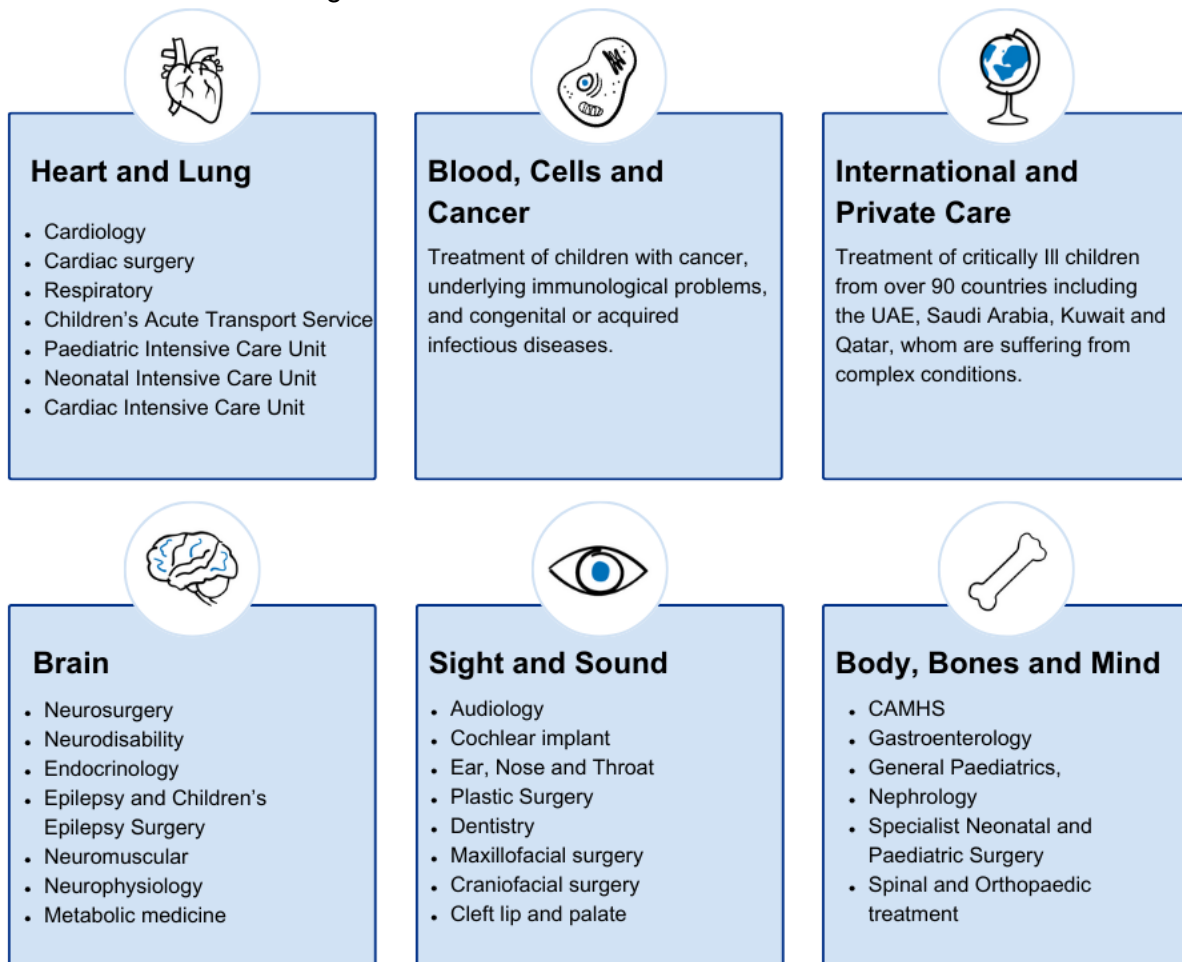 Heart and Lung
• Cardiology
• Cardiac surgery
• Respiratory
• Children's Acute Transport Service
• Paediatric Intensive Care Unit
• Neonatal Intensive Care Unit
• Cardiac Intensive Care Unit
Blood, Cells and
Cancer
Treatment of children with cancer,
underlying immunological problems,
and congenital or acquired
infectious diseases.
International and
Private Care
Treatment of critically Ill children
from over 90 countries including
the UAE, Saudi Arabia, Kuwait and
Qatar, whom are suffering from
complex conditions.
Brain
• Neurosurgery
• Neurodisability
• Endocrinology
• Epilepsy and Children's
Epilepsy Surgery
• Neuromuscular
• Neurophysiology
• Metabolic medicine
Sight and Sound
• Audiology
• Cochlear implant
• Ear, Nose and Throat
• Plastic Surgery
• Dentistry
• Maxillofacial surgery
• Craniofacial surgery
• Cleft lip and palate
Body, Bones and Mind
• CAMHS
• Gastroenterology
• General Paediatrics,
• Nephrology
• Specialist Neonatal and
Paediatric Surgery
• Spinal and Orthopaedic
treatment